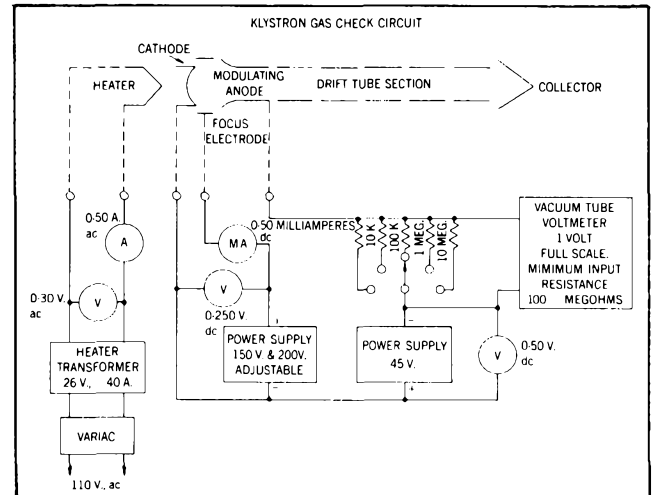 KLYSTRON GAS CHECK CIRCUIT
CATHODE
HEATER
MODULATING
ANODE
DRIFT TUBE SECTION
COLLECTOR
FOCUS
ELECTRODE
0-50 A.
ac
A
0-50 MILLIAMPERES
dc
MA
10 K
100 K
1 MEG.
10 MEG.
VACUUM TUBE
VOLTMETER
1 VOLT
FULL SCALE.
MIMIMUM INPUT
RESISTANCE
100 MEGOHMS
0-30 V.
ac
V
V
0-250 V.
dc
+
POWER SUPPLY
150 V. & 200V.
ADJUSTABLE
−
−
POWER SUPPLY
45 V.
+
V
0-50 V.
dc
HEATER
TRANSFORMER
26 V., 40 A.
VARIAC
110 V., ac